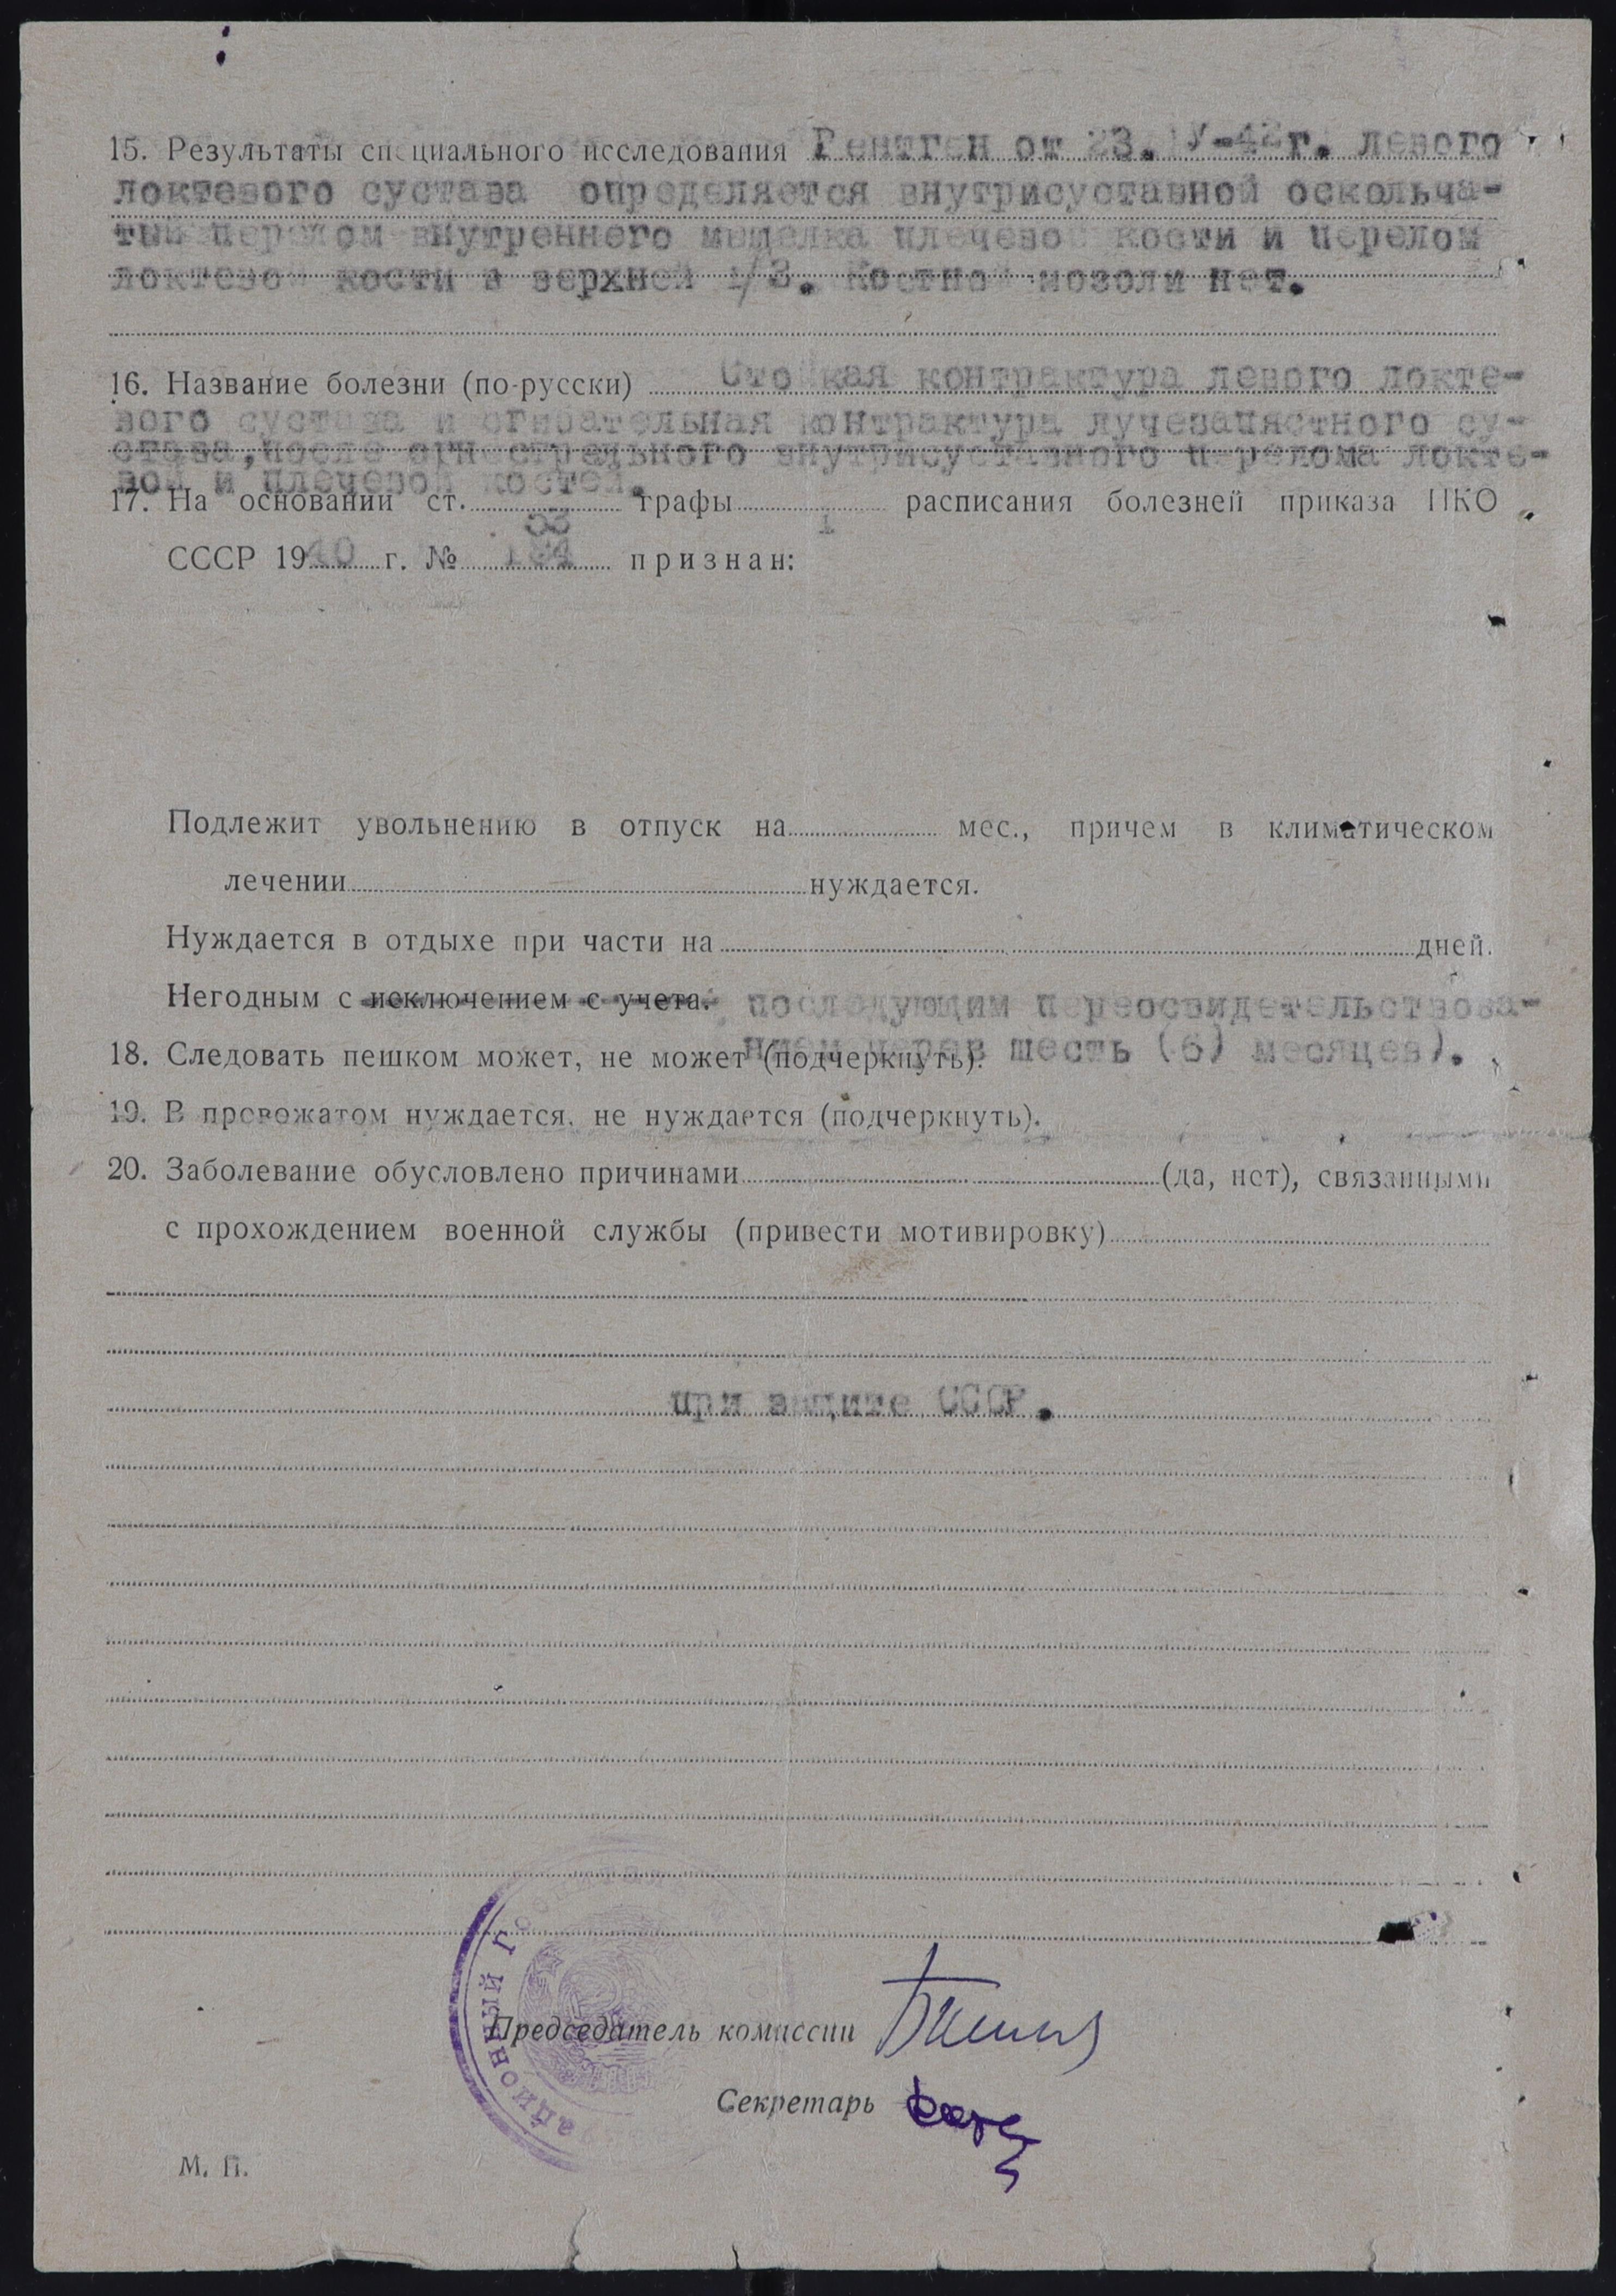 15. Результаты специального исследования Рентген от 23.IУ-42г. левого
локтевого сустава определяется внутрисуставной оскольча-
тый перелом внутреннего мыщелка плечевой кости и перелом
локтевой кости в верхней 1/3. Костной мозоли нет.
16. Название болезни (по-русски) Стойкая контрактура левого локте-
вого сустава и сгибательная контрактура лучезапястного су-
става, после огнестрельного внутрисуставного перелома локте-
вой и плечевой костей.
17. На основании ст. 53 графы 1 расписания болезней приказа НКО
СССР 1940 г. № 184 признан:
Подлежит увольнению в отпуск на мес., причем в климатическом
лечении нуждается.
Нуждается в отдыхе при части на дней.
Негодным с исключением с учета. последующим переосвидетельствова-
нием через шесть (6) месяцев).
18. Следовать пешком может, не может (подчеркнуть).
19. В провожатом нуждается, не нуждается (подчеркнуть).
20. Заболевание обусловлено причинами (да, нет), связанными
с прохождением военной службы (привести мотивировку)
при защите СССР.
Председатель комиссии
Секретарь
М. П.